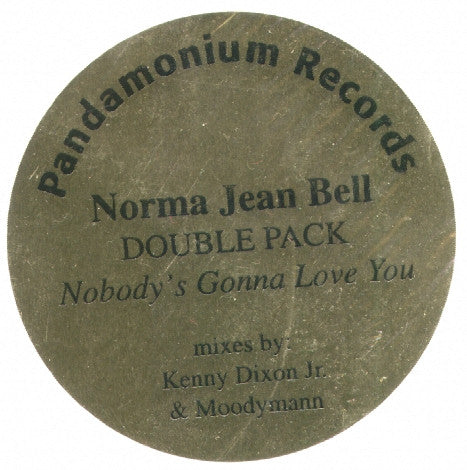 Pandamonium Records
Norma Jean Bell
DOUBLE PACK
Nobody's Gonna Love You
mixes by:
Kenny Dixon Jr.
& Moodymann